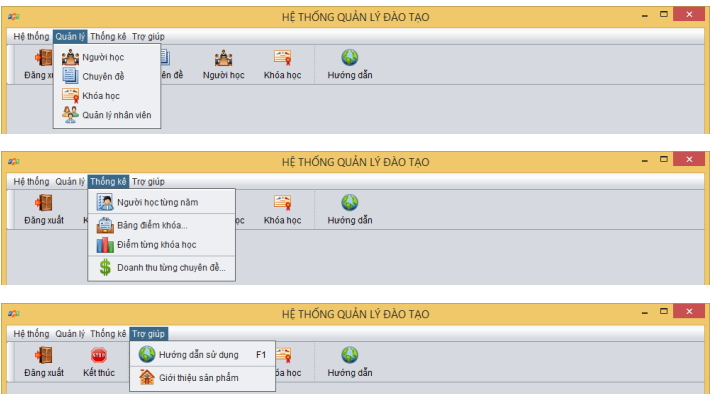 HỆ THỐNG QUẢN LÝ ĐÀO TẠO
Hệ thống Quản lý Thống kê Trợ giúp
Người học
Chuyên đề
Khóa học
Quản lý nhân viên
Đăng xu ên đề Người học Khóa học Hướng dẫn
HỆ THỐNG QUẢN LÝ ĐÀO TẠO
Hệ thống Quản lý Thống kê Trợ giúp
Người học từng năm
Bảng điểm khóa...
Điểm từng khóa học
Doanh thu từng chuyên đề...
Đăng xuất K ọc Khóa học Hướng dẫn
HỆ THỐNG QUẢN LÝ ĐÀO TẠO
Hệ thống Quản lý Thống kê Trợ giúp
Hướng dẫn sử dụng F1
Giới thiệu sản phẩm
STOP
Đăng xuất Kết thúc óa học Hướng dẫn